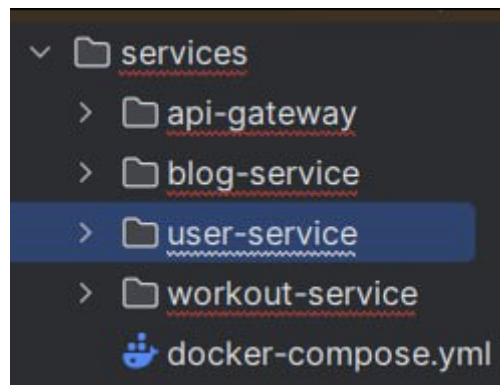 services
api-gateway
blog-service
user-service
workout-service
docker-compose.yml